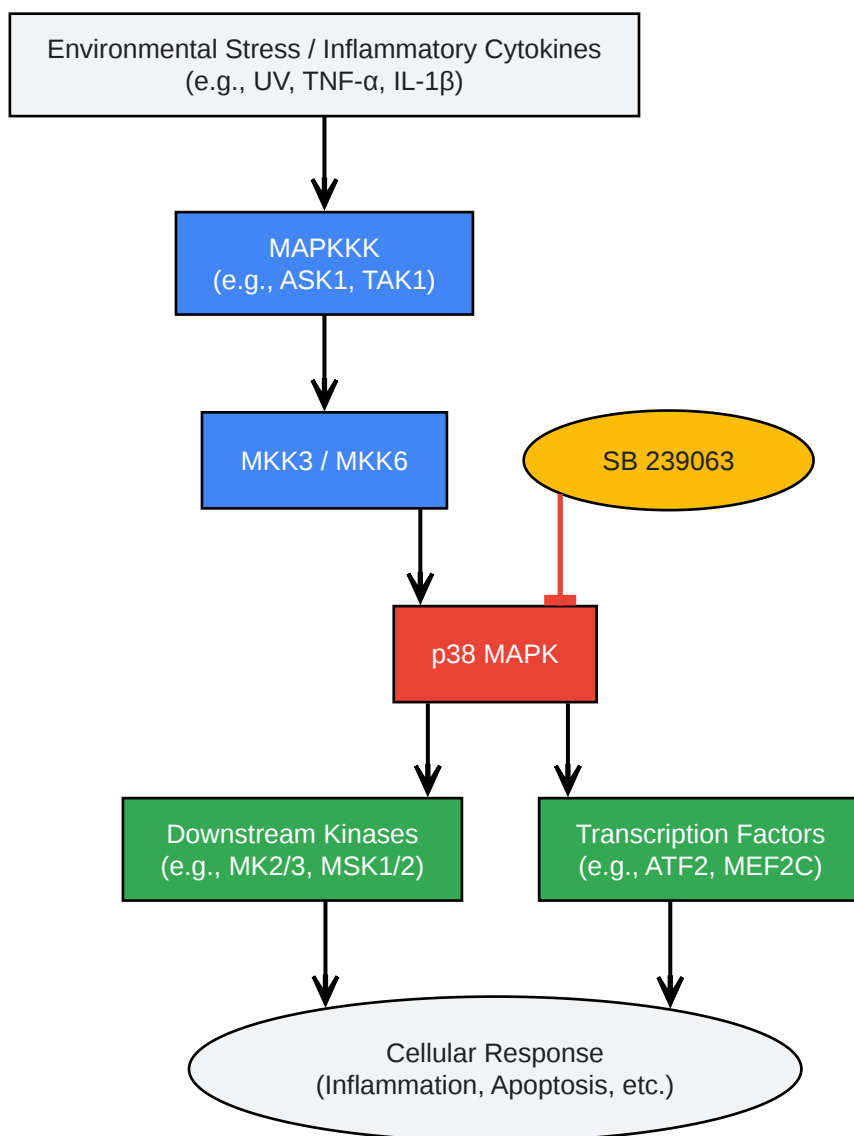 Environmental Stress / Inflammatory Cytokines
(e.g., UV, TNF-α, IL-1β)
MAPKKK
(e.g., ASK1, TAK1)
MKK3 / MKK6
SB 239063
p38 MAPK
Downstream Kinases
(e.g., MK2/3, MSK1/2)
Transcription Factors
(e.g., ATF2, MEF2C)
Cellular Response
(Inflammation, Apoptosis, etc.)